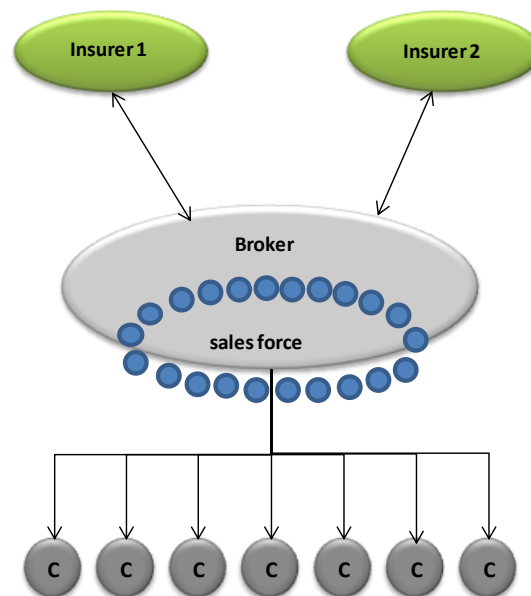 Insurer 1
Insurer 2
Broker
sales force
C C C C C C C